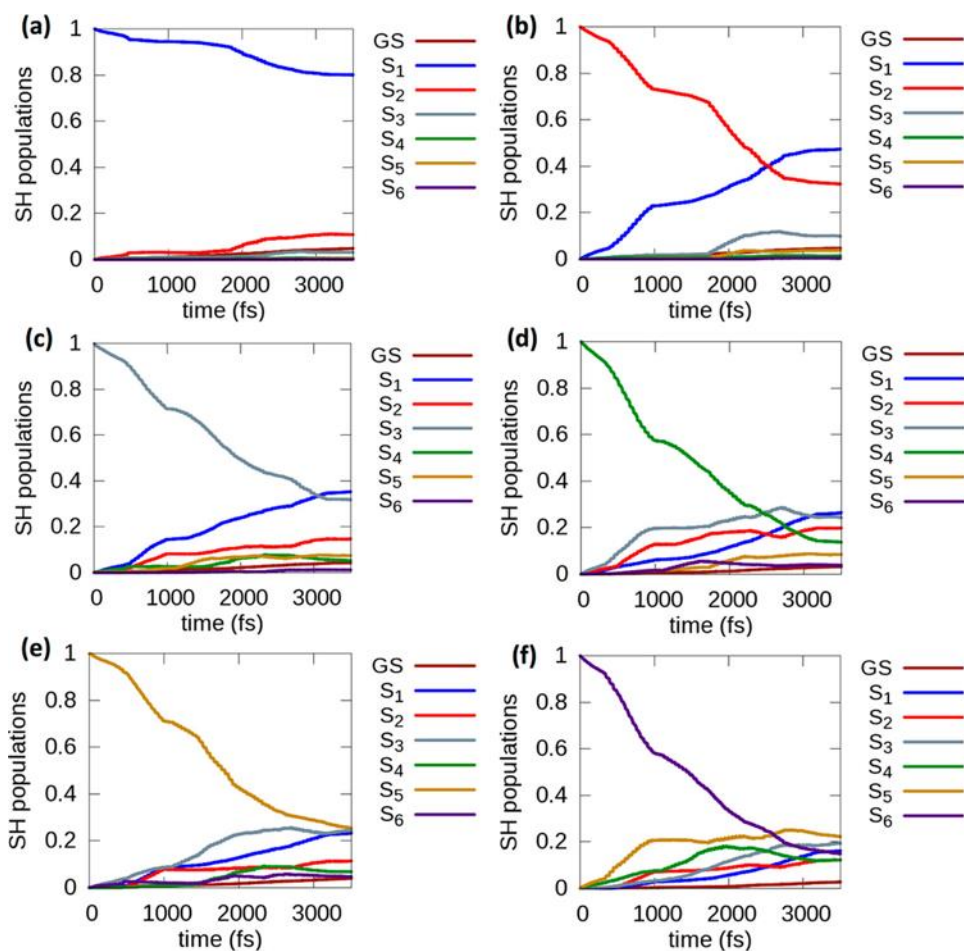 (a)
SH populations
1
0.8
0.6
0.4
0.2
0
0 1000 2000 3000
time (fs)
GS
S1
S2
S3
S4
S5
S6
(b)
SH populations
1
0.8
0.6
0.4
0.2
0
0 1000 2000 3000
time (fs)
GS
S1
S2
S3
S4
S5
S6
(c)
SH populations
1
0.8
0.6
0.4
0.2
0
0 1000 2000 3000
time (fs)
GS
S1
S2
S3
S4
S5
S6
(d)
SH populations
1
0.8
0.6
0.4
0.2
0
0 1000 2000 3000
time (fs)
GS
S1
S2
S3
S4
S5
S6
(e)
SH populations
1
0.8
0.6
0.4
0.2
0
0 1000 2000 3000
time (fs)
GS
S1
S2
S3
S4
S5
S6
(f)
SH populations
1
0.8
0.6
0.4
0.2
0
0 1000 2000 3000
time (fs)
GS
S1
S2
S3
S4
S5
S6